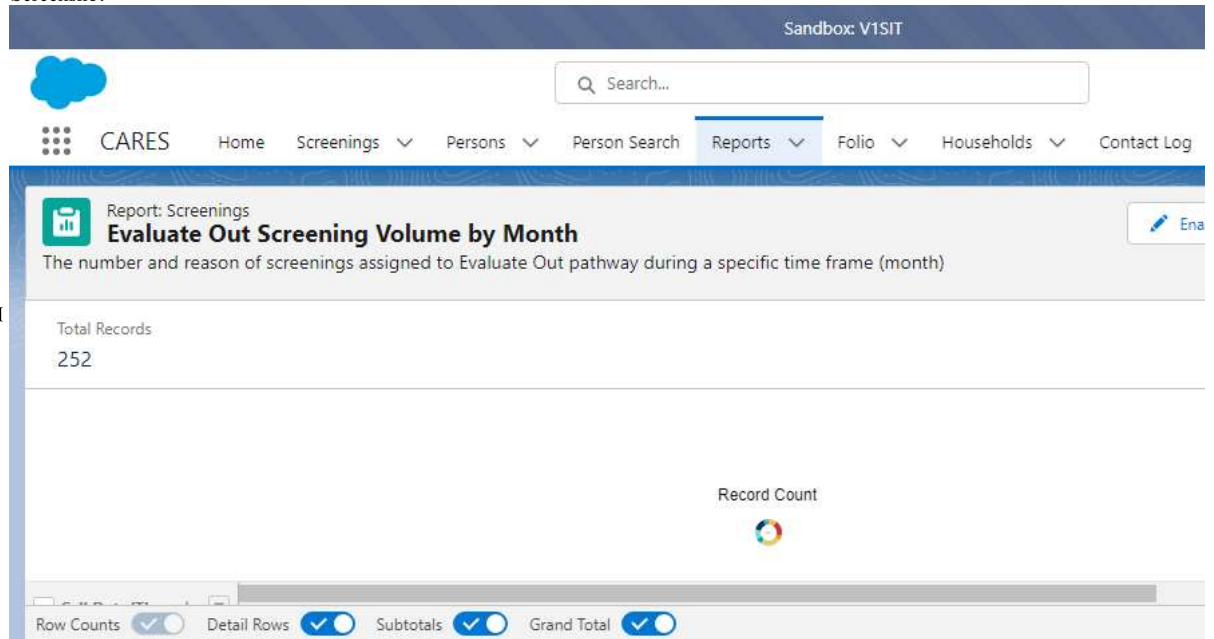 Sandbox: V1SIT
Search...
CARES Home Screenings Persons Person Search Reports Folio Households Contact Log
Report: Screenings
Evaluate Out Screening Volume by Month
Ena
The number and reason of screenings assigned to Evaluate Out pathway during a specific time frame (month)
Total Records
252
Record Count
Row Counts Detail Rows Subtotals Grand Total